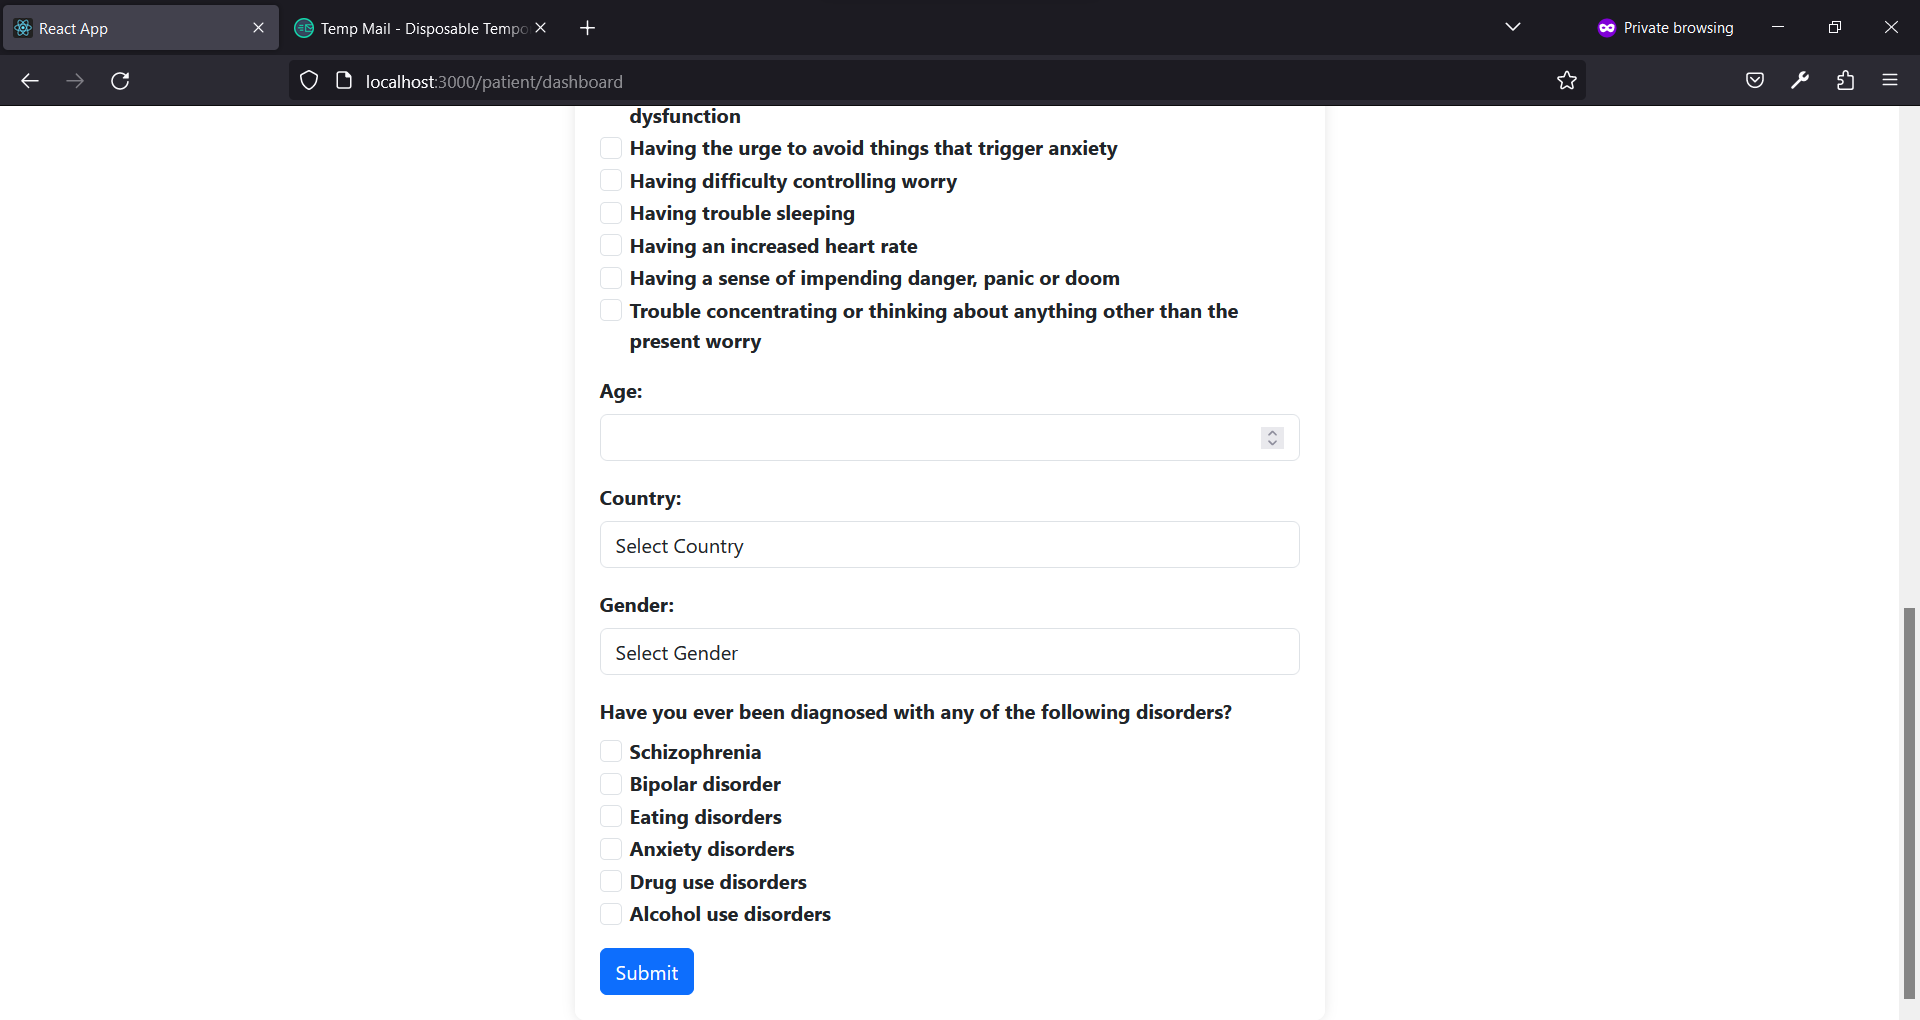 React App
Temp Mail - Disposable Tempo
Private browsing
localhost:3000/patient/dashboard
dysfunction
Having the urge to avoid things that trigger anxiety
Having difficulty controlling worry
Having trouble sleeping
Having an increased heart rate
Having a sense of impending danger, panic or doom
Trouble concentrating or thinking about anything other than the
present worry
Age:
Country:
Select Country
Gender:
Select Gender
Have you ever been diagnosed with any of the following disorders?
Schizophrenia
Bipolar disorder
Eating disorders
Anxiety disorders
Drug use disorders
Alcohol use disorders
Submit